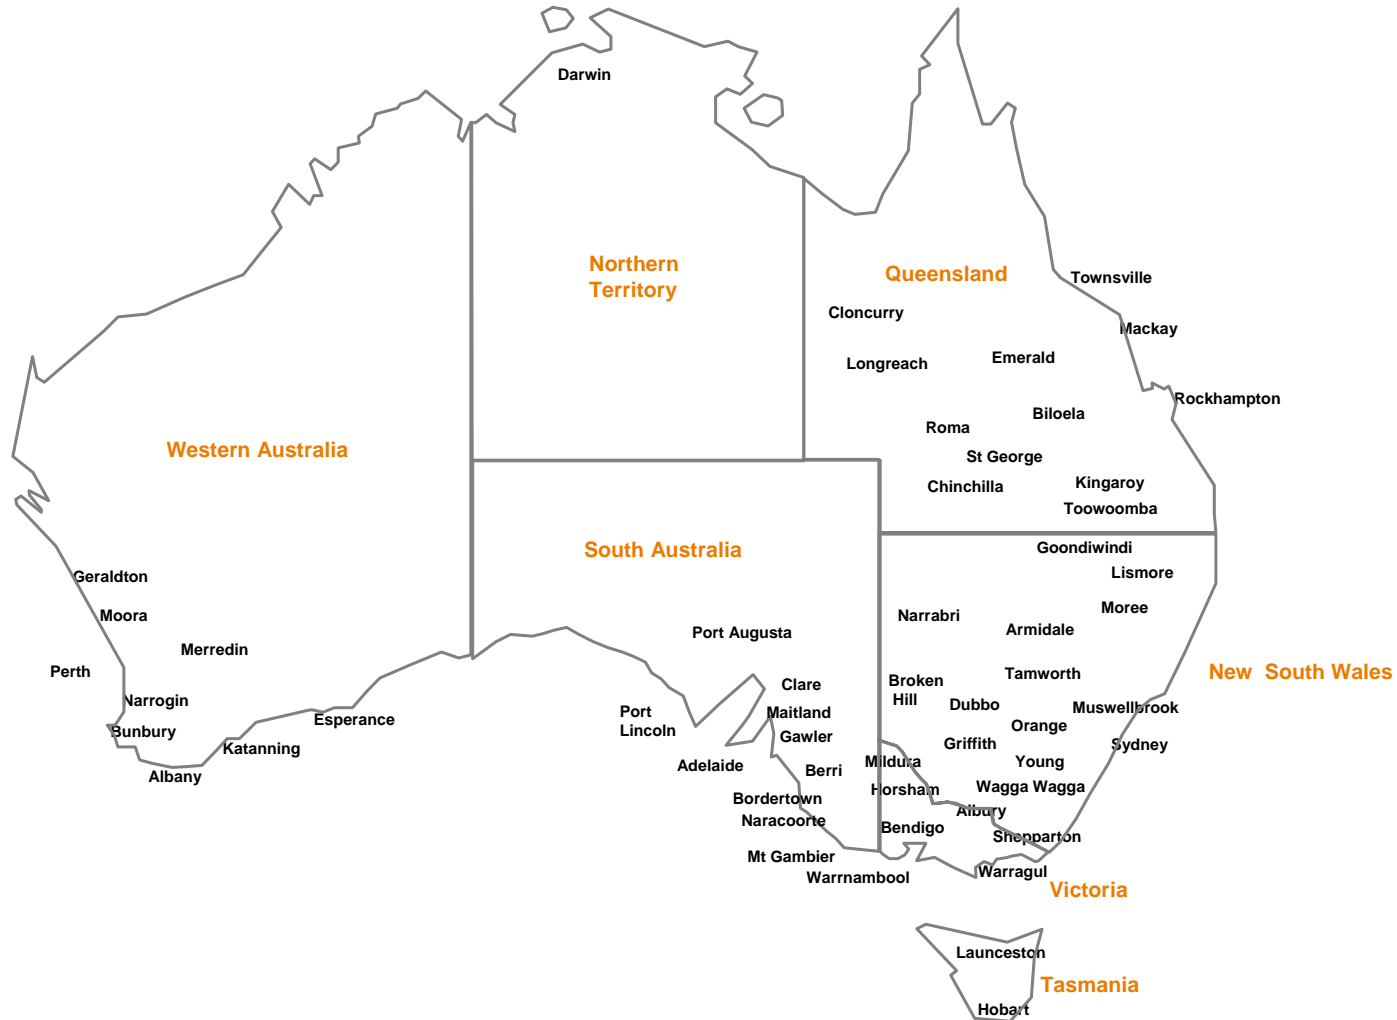 Darwin
Northern
Territory
Queensland
Townsville
Cloncurry
Mackay
Emerald
Longreach
Rockhampton
Biloela
Roma
Western Australia
St George
Kingaroy
Chinchilla
Toowoomba
Goondiwindi
South Australia
Lismore
Geraldton
Moree
Moora
Narrabri
Armidale
Port Augusta
Merredin
Perth
Tamworth
New  South Wales
Broken
Hill
Clare
Narrogin
Dubbo
Muswellbrook
Port
Lincoln
Maitland
Esperance
Orange
Bunbury
Gawler
Griffith
Sydney
Katanning
Mildura
Young
Adelaide
Berri
Albany
Wagga Wagga
Horsham
Bordertown
Albury
Naracoorte
Bendigo
Shepparton
Mt Gambier
Warragul
Warrnambool
Victoria
Launceston
Tasmania
Hobart